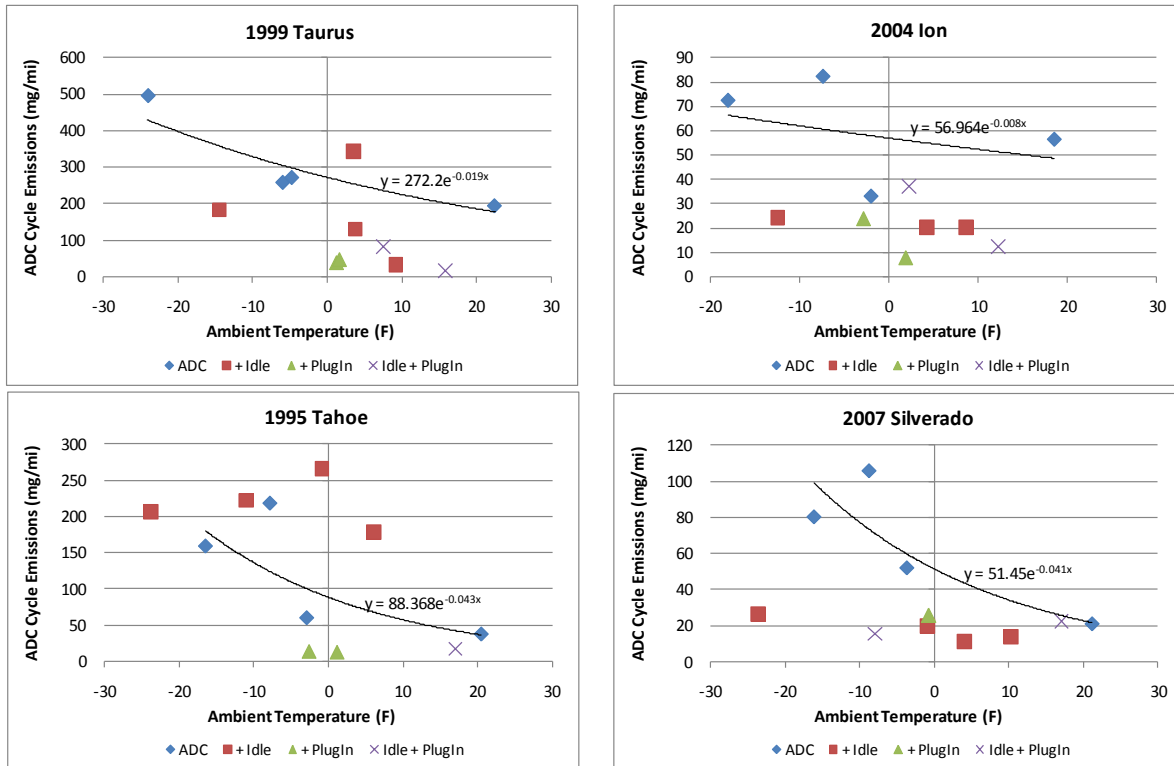 1999 Taurus
ADC Cycle Emissions (mg/mi)
600
500
400
300
200
100
0
y = 272.2e^-0.019x
-30 -20 -10 0 10 20 30
Ambient Temperature (F)
ADC + Idle + PlugIn Idle + PlugIn
2004 Ion
ADC Cycle Emissions (mg/mi)
90
80
70
60
50
40
30
20
10
0
y = 56.964e^-0.008x
-20 -10 0 10 20 30
Ambient Temperature (F)
ADC + Idle + PlugIn Idle + PlugIn
1995 Tahoe
ADC Cycle Emissions (mg/mi)
300
250
200
150
100
50
0
y = 88.368e^-0.043x
-30 -20 -10 0 10 20 30
Ambient Temperature (F)
ADC + Idle + PlugIn Idle + PlugIn
2007 Silverado
ADC Cycle Emissions (mg/mi)
120
100
80
60
40
20
0
y = 51.45e^-0.041x
-30 -20 -10 0 10 20 30
Ambient Temperature (F)
ADC + Idle + PlugIn Idle + PlugIn